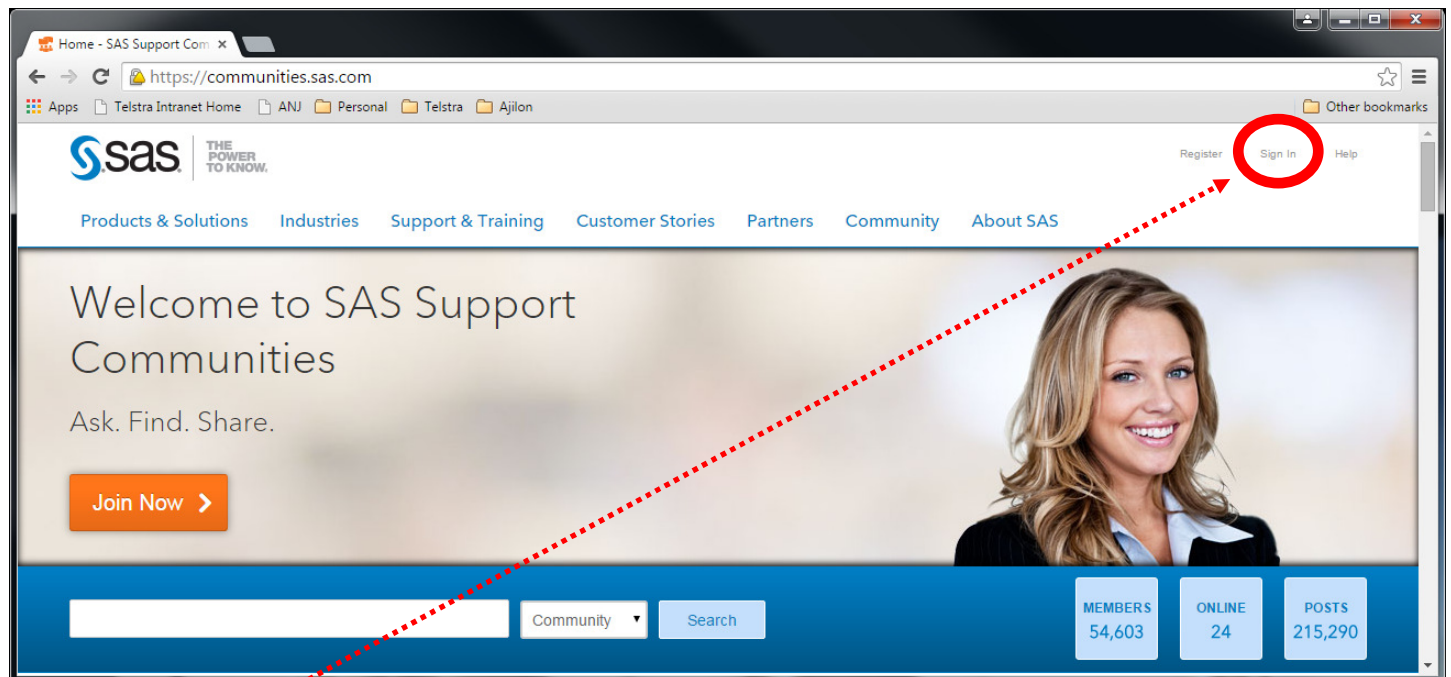 Home - SAS Support Com
https://communities.sas.com
Apps Telstra Intranet Home ANJ Personal Telstra Ajilon Other bookmarks
sas THE
POWER
TO KNOW.
Register Sign In Help
Products & Solutions Industries Support & Training Customer Stories Partners Community About SAS
Welcome to SAS Support
Communities
Ask. Find. Share.
Join Now
Community Search
MEMBERS ONLINE POSTS
54,603 24 215,290